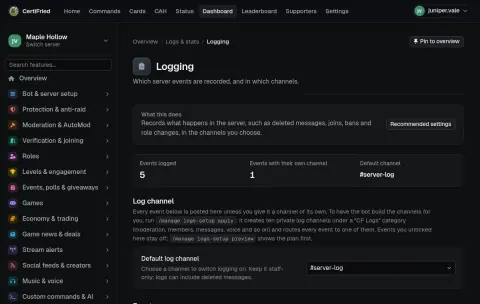 CertiFried
Home
Commands
Cards
CAH
Status
Dashboard
Leaderboard
Supporters
Settings
juniper.vale
Maple Hollow
Switch server
Search features...
Overview
Bot & server setup
Protection & anti-raid
Moderation & AutoMod
Verification & joining
Roles
Levels & engagement
Events, polls & giveaways
Games
Economy & trading
Game news & deals
Stream alerts
Social feeds & creators
Music & voice
Custom commands & AI
Overview Logs & stats Logging
Pin to overview
Logging
Which server events are recorded, and in which channels.
What this does
Records what happens in the server, such as deleted messages, joins, bans and
role changes, in the channels you choose.
Recommended settings
Events logged
5
Events with their own channel
1
Default channel
#server-log
Log channel
Every event below is posted here unless you give it a channel of its own. To have the bot build the channels for
you, run /manage logs-setup apply: it creates ten private log channels under a "CF Logs" category
(moderation, members, messages, voice and so on) and routes every event to one of them. Events you unlocked
here stay off; /manage logs-setup preview shows the plan first.
Default log channel
Choose a channel to switch logging on. Keep it staff-
only: logs can include deleted messages.
#server-log